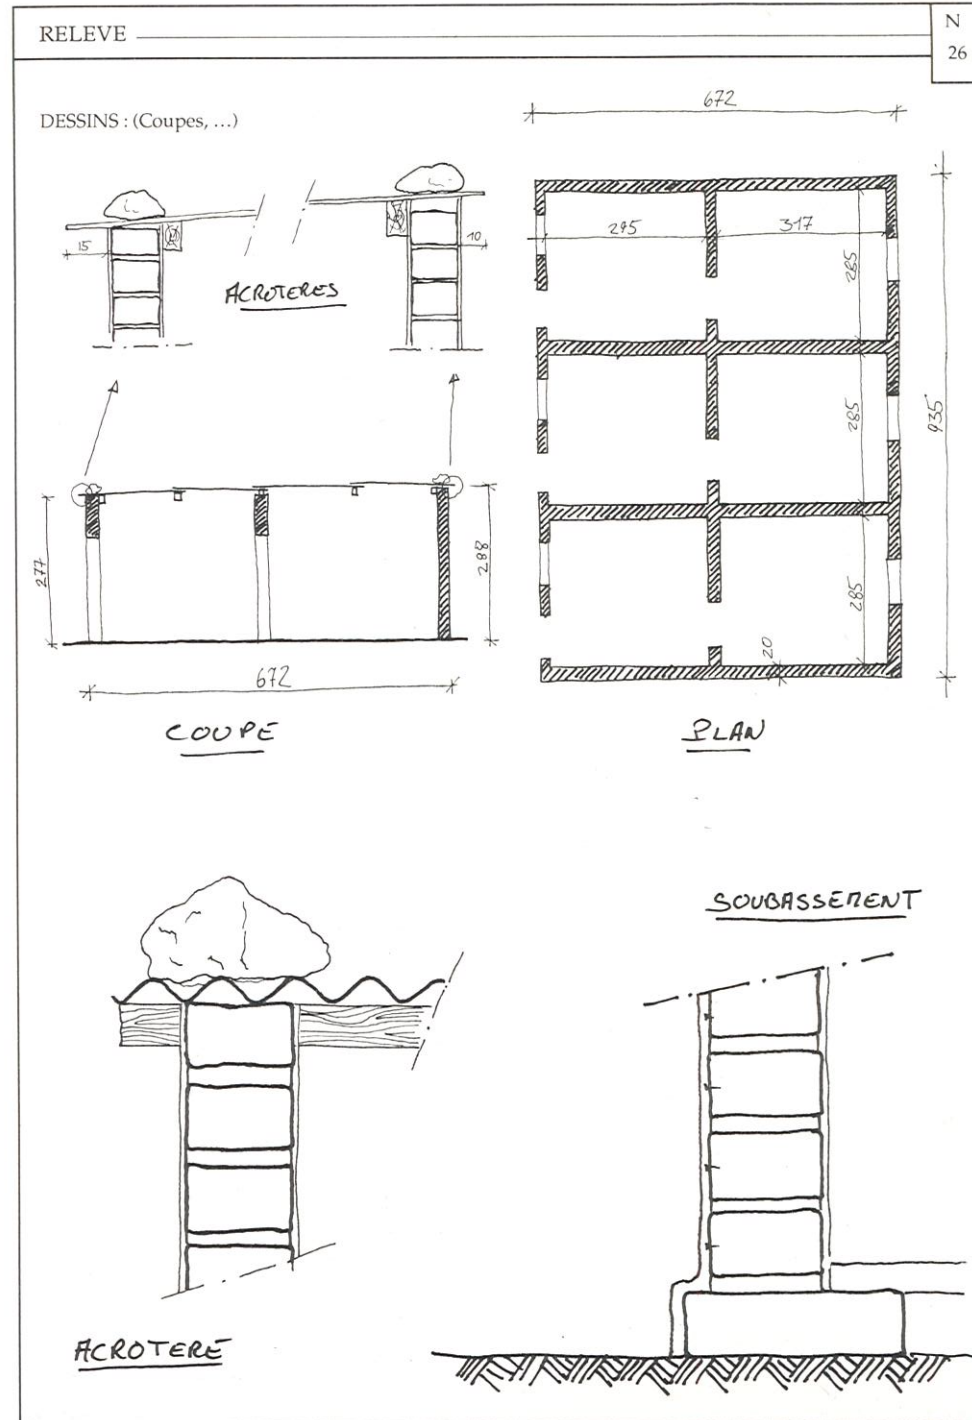 RELEVE
N
26
DESSINS : (Coupes, ...)
672
15
10
ACROTERES
295
317
285
285
935
277
288
285
20
672
COUPE
PLAN
SOUBASSEMENT
ACROTERE